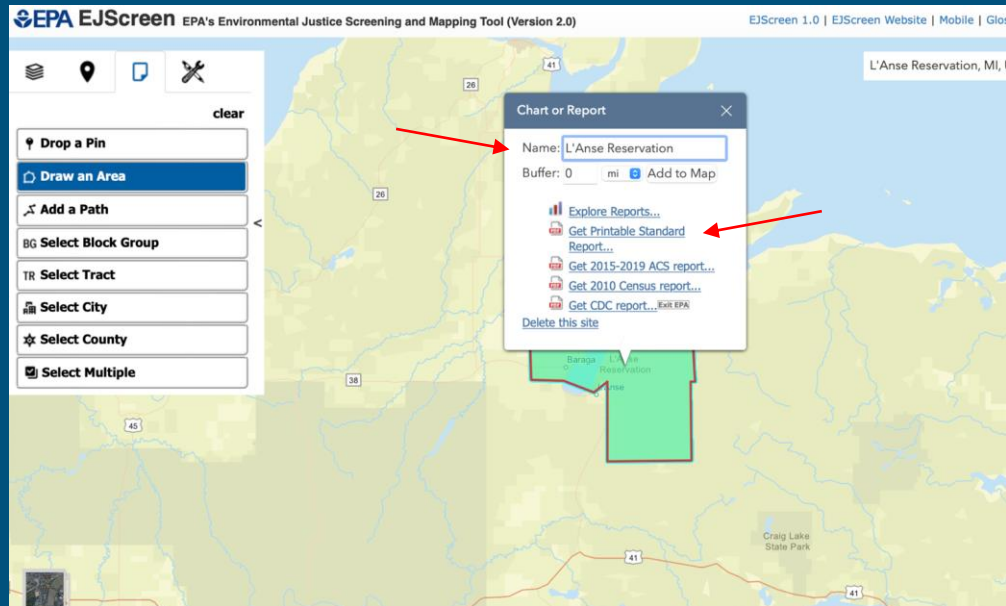 EPA EJScreen EPA's Environmental Justice Screening and Mapping Tool (Version 2.0)
EJScreen 1.0 | EJScreen Website | Mobile |
L'Anse Reservation, MI,
clear
Drop a Pin
Draw an Area
Add a Path
BG Select Block Group
TR Select Tract
Select City
Select County
Select Multiple
<
Chart or Report
Name: L'Anse Reservation
Buffer: 0 mi Add to Map
Explore Reports...
Get Printable Standard
Report...
Get 2015-2019 ACS report...
Get 2010 Census report...
Get CDC report... Exit EPA
Delete this site
41
26
26
Baraga
L'Anse
Reservation
L'Anse
38
45
Craig Lake
State Park
41
41